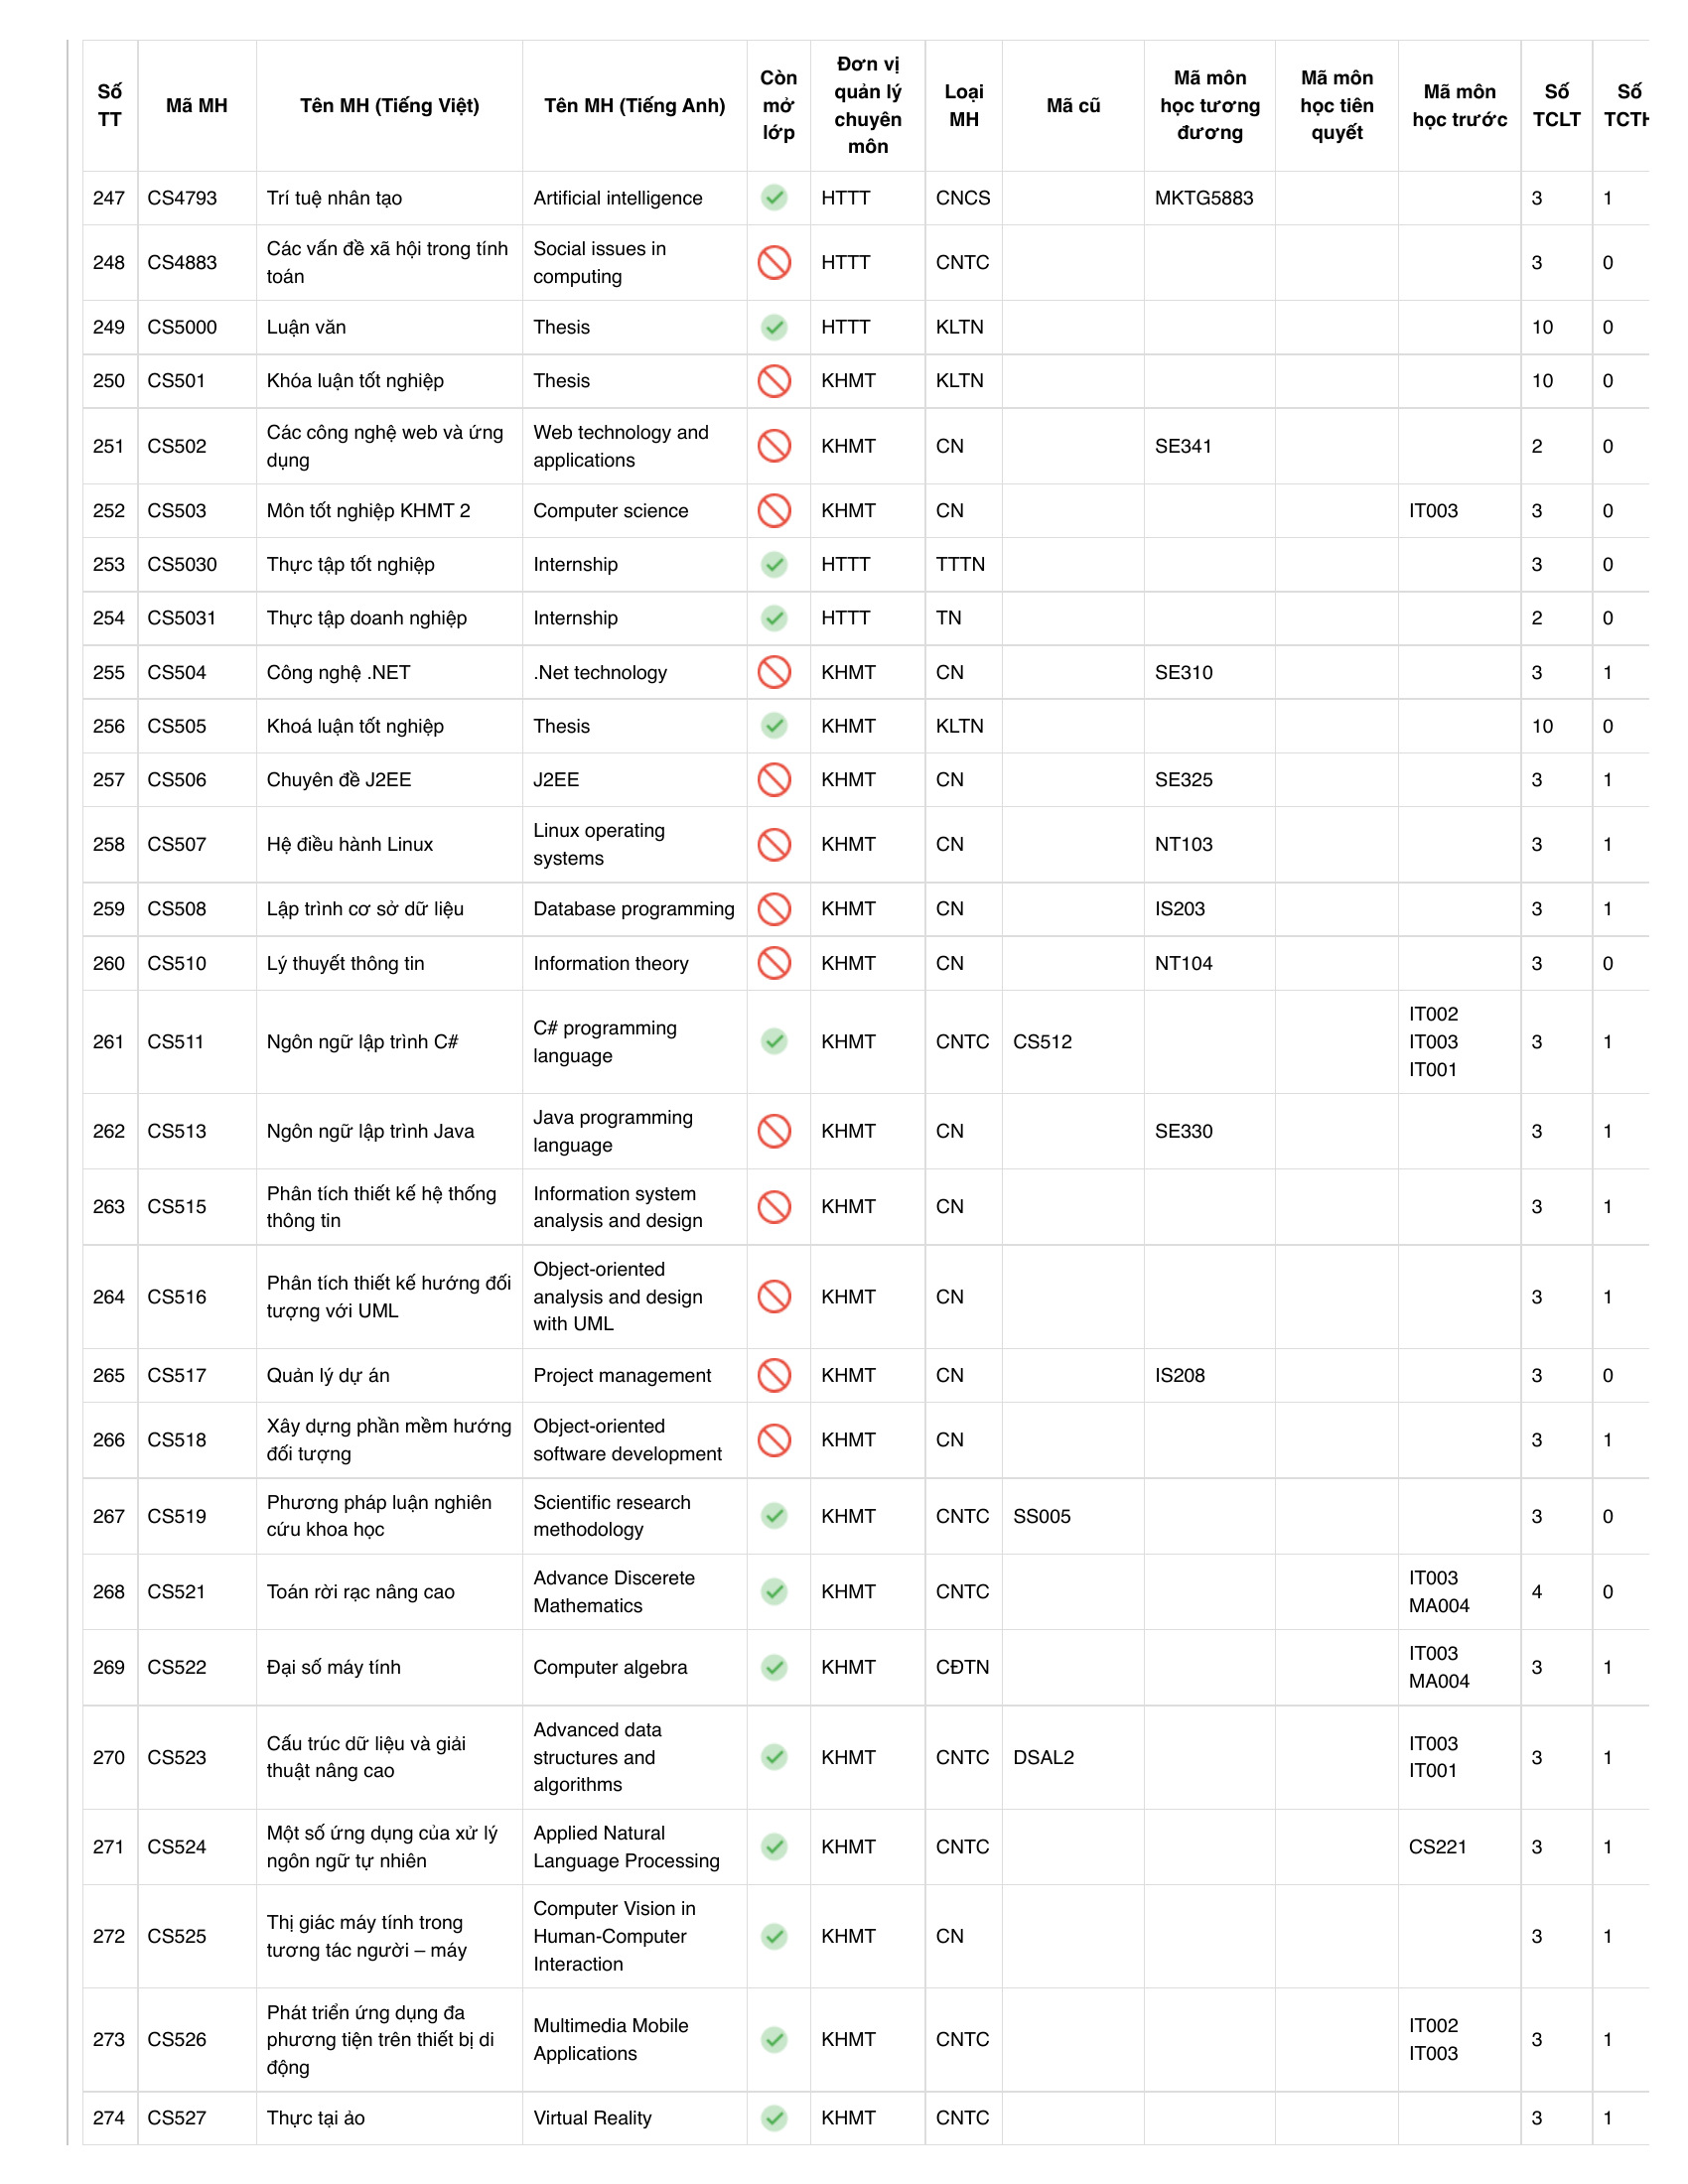 Số TT Mã MH Tên MH (Tiếng Việt) Tên MH (Tiếng Anh) Còn mở lớp Đơn vị quản lý chuyên môn Loại MH Mã cũ Mã môn học tương đương Mã môn học tiên quyết Mã môn học trước Số TCLT Số TCTH
247 CS4793 Trí tuệ nhân tạo Artificial intelligence HTTT CNCS MKTG5883 3 1
248 CS4883 Các vấn đề xã hội trong tính toán Social issues in computing HTTT CNTC 3 0
249 CS5000 Luận văn Thesis HTTT KLTN 10 0
250 CS501 Khóa luận tốt nghiệp Thesis KHMT KLTN 10 0
251 CS502 Các công nghệ web và ứng dụng Web technology and applications KHMT CN SE341 2 0
252 CS503 Môn tốt nghiệp KHMT 2 Computer science KHMT CN IT003 3 0
253 CS5030 Thực tập tốt nghiệp Internship HTTT TTTN 3 0
254 CS5031 Thực tập doanh nghiệp Internship HTTT TN 2 0
255 CS504 Công nghệ .NET .Net technology KHMT CN SE310 3 1
256 CS505 Khoá luận tốt nghiệp Thesis KHMT KLTN 10 0
257 CS506 Chuyên đề J2EE J2EE KHMT CN SE325 3 1
258 CS507 Hệ điều hành Linux Linux operating systems KHMT CN NT103 3 1
259 CS508 Lập trình cơ sở dữ liệu Database programming KHMT CN IS203 3 1
260 CS510 Lý thuyết thông tin Information theory KHMT CN NT104 3 0
261 CS511 Ngôn ngữ lập trình C# C# programming language KHMT CNTC CS512 IT002 IT003 IT001 3 1
262 CS513 Ngôn ngữ lập trình Java Java programming language KHMT CN SE330 3 1
263 CS515 Phân tích thiết kế hệ thống thông tin Information system analysis and design KHMT CN 3 1
264 CS516 Phân tích thiết kế hướng đối tượng với UML Object-oriented analysis and design with UML KHMT CN 3 1
265 CS517 Quản lý dự án Project management KHMT CN IS208 3 0
266 CS518 Xây dựng phần mềm hướng đối tượng Object-oriented software development KHMT CN 3 1
267 CS519 Phương pháp luận nghiên cứu khoa học Scientific research methodology KHMT CNTC SS005 3 0
268 CS521 Toán rời rạc nâng cao Advance Discerete Mathematics KHMT CNTC IT003 MA004 4 0
269 CS522 Đại số máy tính Computer algebra KHMT CĐTN IT003 MA004 3 1
270 CS523 Cấu trúc dữ liệu và giải thuật nâng cao Advanced data structures and algorithms KHMT CNTC DSAL2 IT003 IT001 3 1
271 CS524 Một số ứng dụng của xử lý ngôn ngữ tự nhiên Applied Natural Language Processing KHMT CNTC CS221 3 1
272 CS525 Thị giác máy tính trong tương tác người – máy Computer Vision in Human-Computer Interaction KHMT CN 3 1
273 CS526 Phát triển ứng dụng đa phương tiện trên thiết bị di động Multimedia Mobile Applications KHMT CNTC IT002 IT003 3 1
274 CS527 Thực tại ảo Virtual Reality KHMT CNTC 3 1